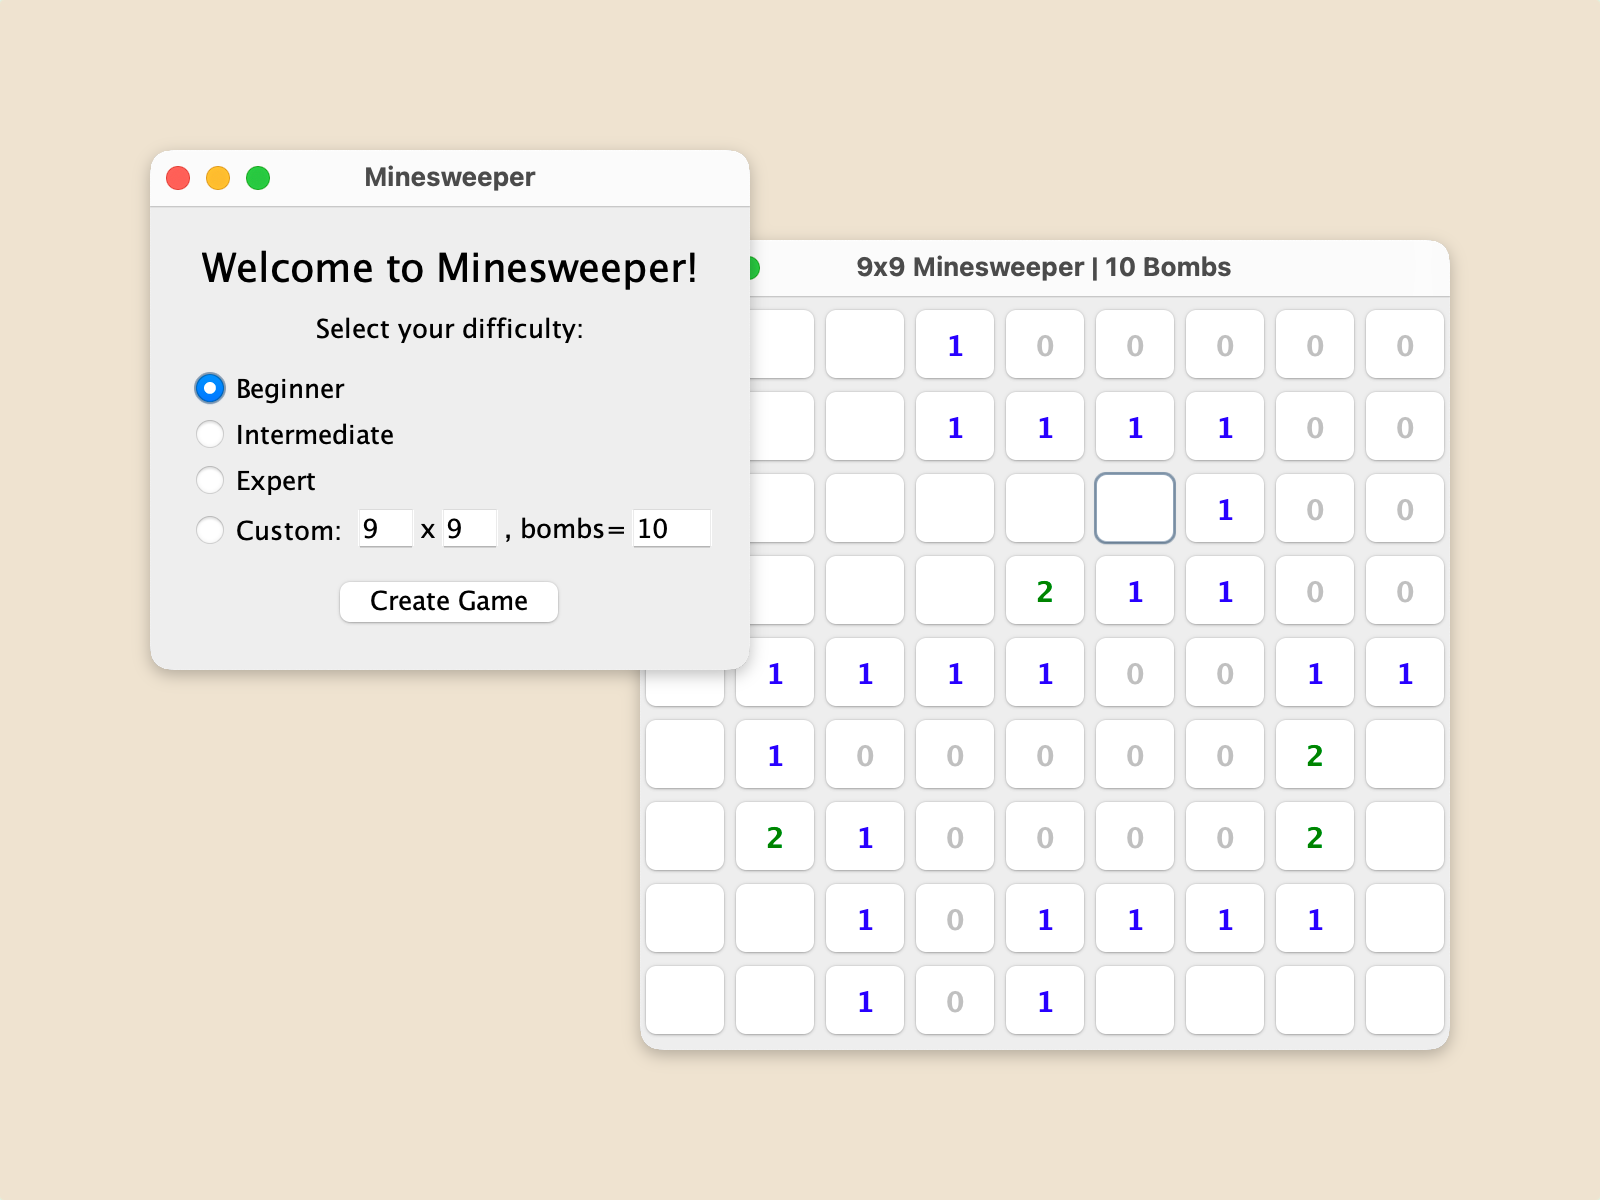 Minesweeper
Welcome to Minesweeper!
Select your difficulty:
Beginner
Intermediate
Expert
Custom: 9 x 9 , bombs= 10
Create Game
9x9 Minesweeper | 10 Bombs
1 0 0 0 0 0
1 1 1 1 0 0
1 0 0
2 1 1 0 0
1 1 1 1 0 0 1 1
1 0 0 0 0 0 2
2 1 0 0 0 0 2
1 0 1 1 1 1
1 0 1